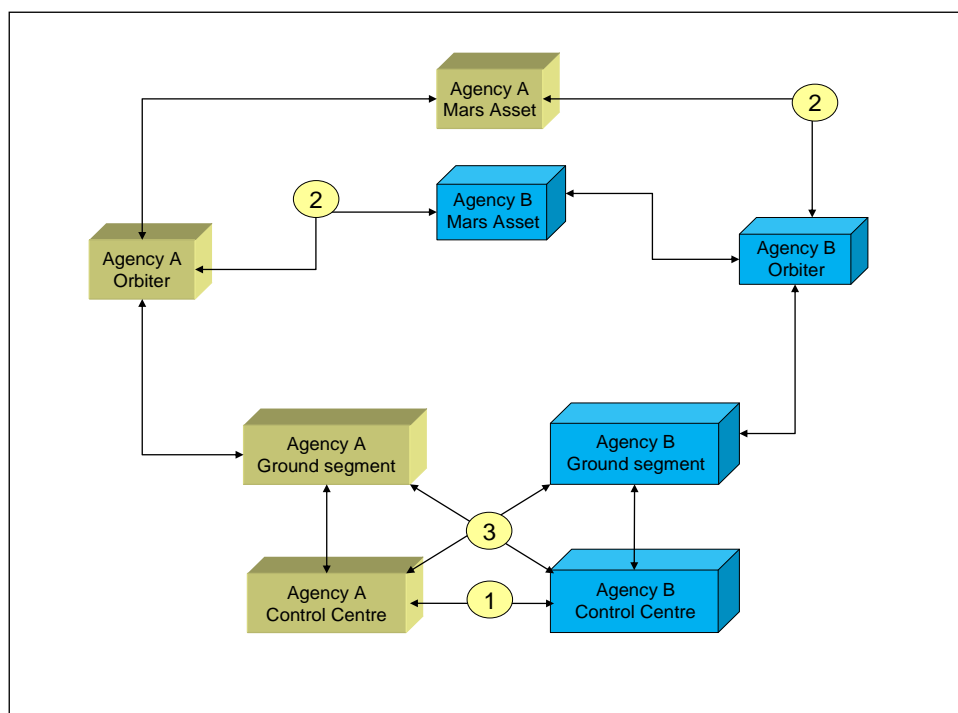 Agency A
Mars Asset
2
2
Agency B
Mars Asset
Agency A
Orbiter
Agency B
Orbiter
Agency A
Ground segment
Agency B
Ground segment
3
Agency A
Control Centre
1
Agency B
Control Centre